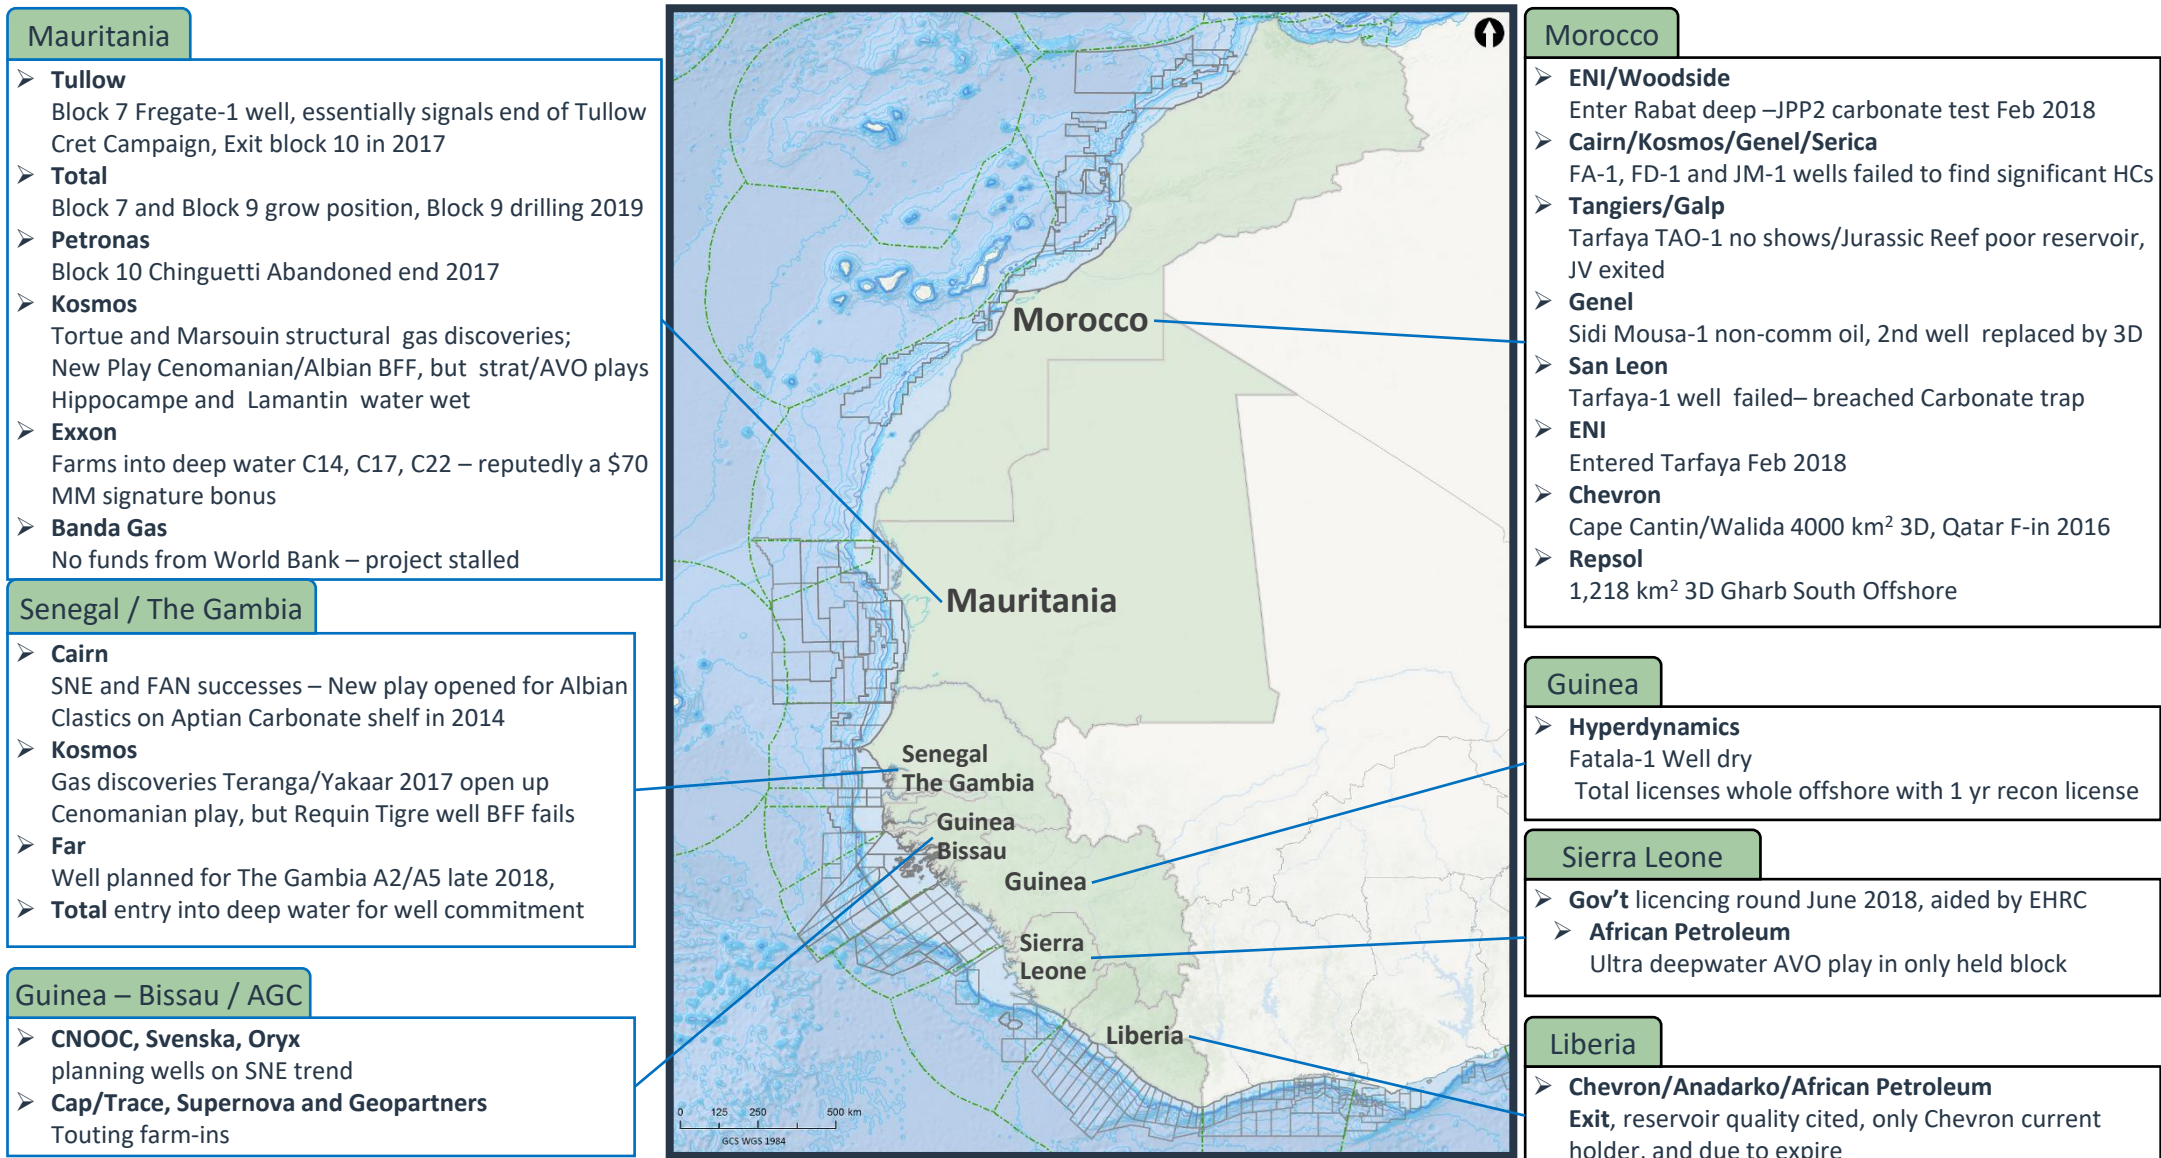 Mauritania
➢ Tullow
Block 7 Fregate-1 well, essentially signals end of Tullow
Cret Campaign, Exit block 10 in 2017
➢ Total
Block 7 and Block 9 grow position, Block 9 drilling 2019
➢ Petronas
Block 10 Chinguetti Abandoned end 2017
➢ Kosmos
Tortue and Marsouin structural gas discoveries;
New Play Cenomanian/Albian BFF, but strat/AVO plays
Hippocampe and Lamantin water wet
➢ Exxon
Farms into deep water C14, C17, C22 – reputedly a $70
MM signature bonus
➢ Banda Gas
No funds from World Bank – project stalled
Senegal / The Gambia
➢ Cairn
SNE and FAN successes – New play opened for Albian
Clastics on Aptian Carbonate shelf in 2014
➢ Kosmos
Gas discoveries Teranga/Yakaar 2017 open up
Cenomanian play, but Requin Tigre well BFF fails
➢ Far
Well planned for The Gambia A2/A5 late 2018,
➢ Total entry into deep water for well commitment
Guinea – Bissau / AGC
➢ CNOOC, Svenska, Oryx
planning wells on SNE trend
➢ Cap/Trace, Supernova and Geopartners
Touting farm-ins
Morocco
Mauritania
Senegal
The Gambia
Guinea
Bissau
Guinea
Sierra
Leone
Liberia
0 125 250 500 km
GCS WGS 1984
Morocco
➢ ENI/Woodside
Enter Rabat deep –JPP2 carbonate test Feb 2018
➢ Cairn/Kosmos/Genel/Serica
FA-1, FD-1 and JM-1 wells failed to find significant HCs
➢ Tangiers/Galp
Tarfaya TAO-1 no shows/Jurassic Reef poor reservoir,
JV exited
➢ Genel
Sidi Mousa-1 non-comm oil, 2nd well replaced by 3D
➢ San Leon
Tarfaya-1 well failed– breached Carbonate trap
➢ ENI
Entered Tarfaya Feb 2018
➢ Chevron
Cape Cantin/Walida 4000 km² 3D, Qatar F-in 2016
➢ Repsol
1,218 km² 3D Gharb South Offshore
Guinea
➢ Hyperdynamics
Fatala-1 Well dry
Total licenses whole offshore with 1 yr recon license
Sierra Leone
➢ Gov't licencing round June 2018, aided by EHRC
➢ African Petroleum
Ultra deepwater AVO play in only held block
Liberia
➢ Chevron/Anadarko/African Petroleum
Exit, reservoir quality cited, only Chevron current
holder, and due to expire